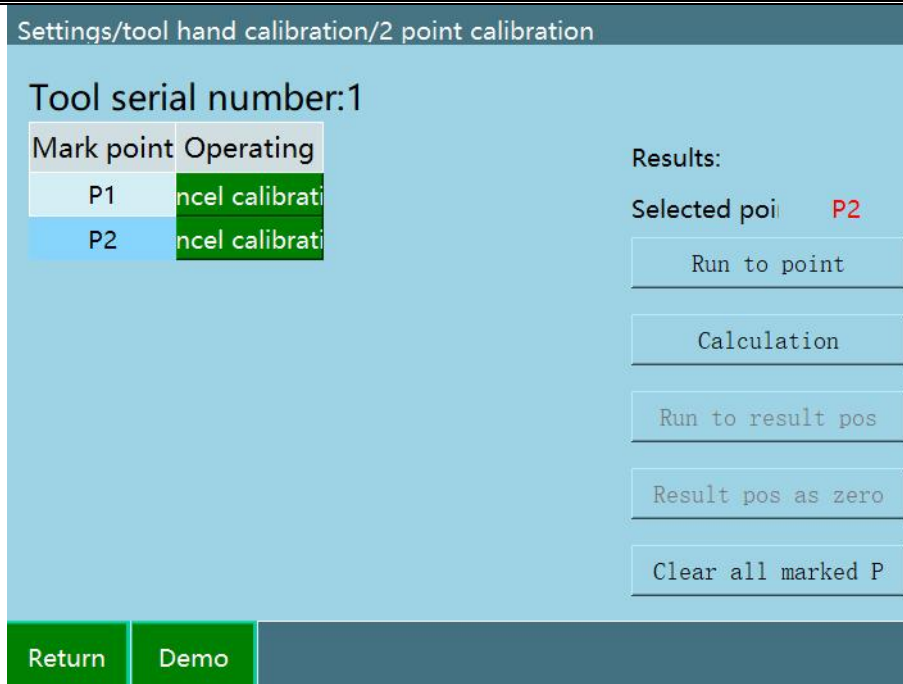 Settings/tool hand calibration/2 point calibration
Tool serial number:1
Mark point Operating
P1 ncel calibrati
P2 ncel calibrati
Results:
Selected poi P2
Run to point
Calculation
Run to result pos
Result pos as zero
Clear all marked P
Return Demo